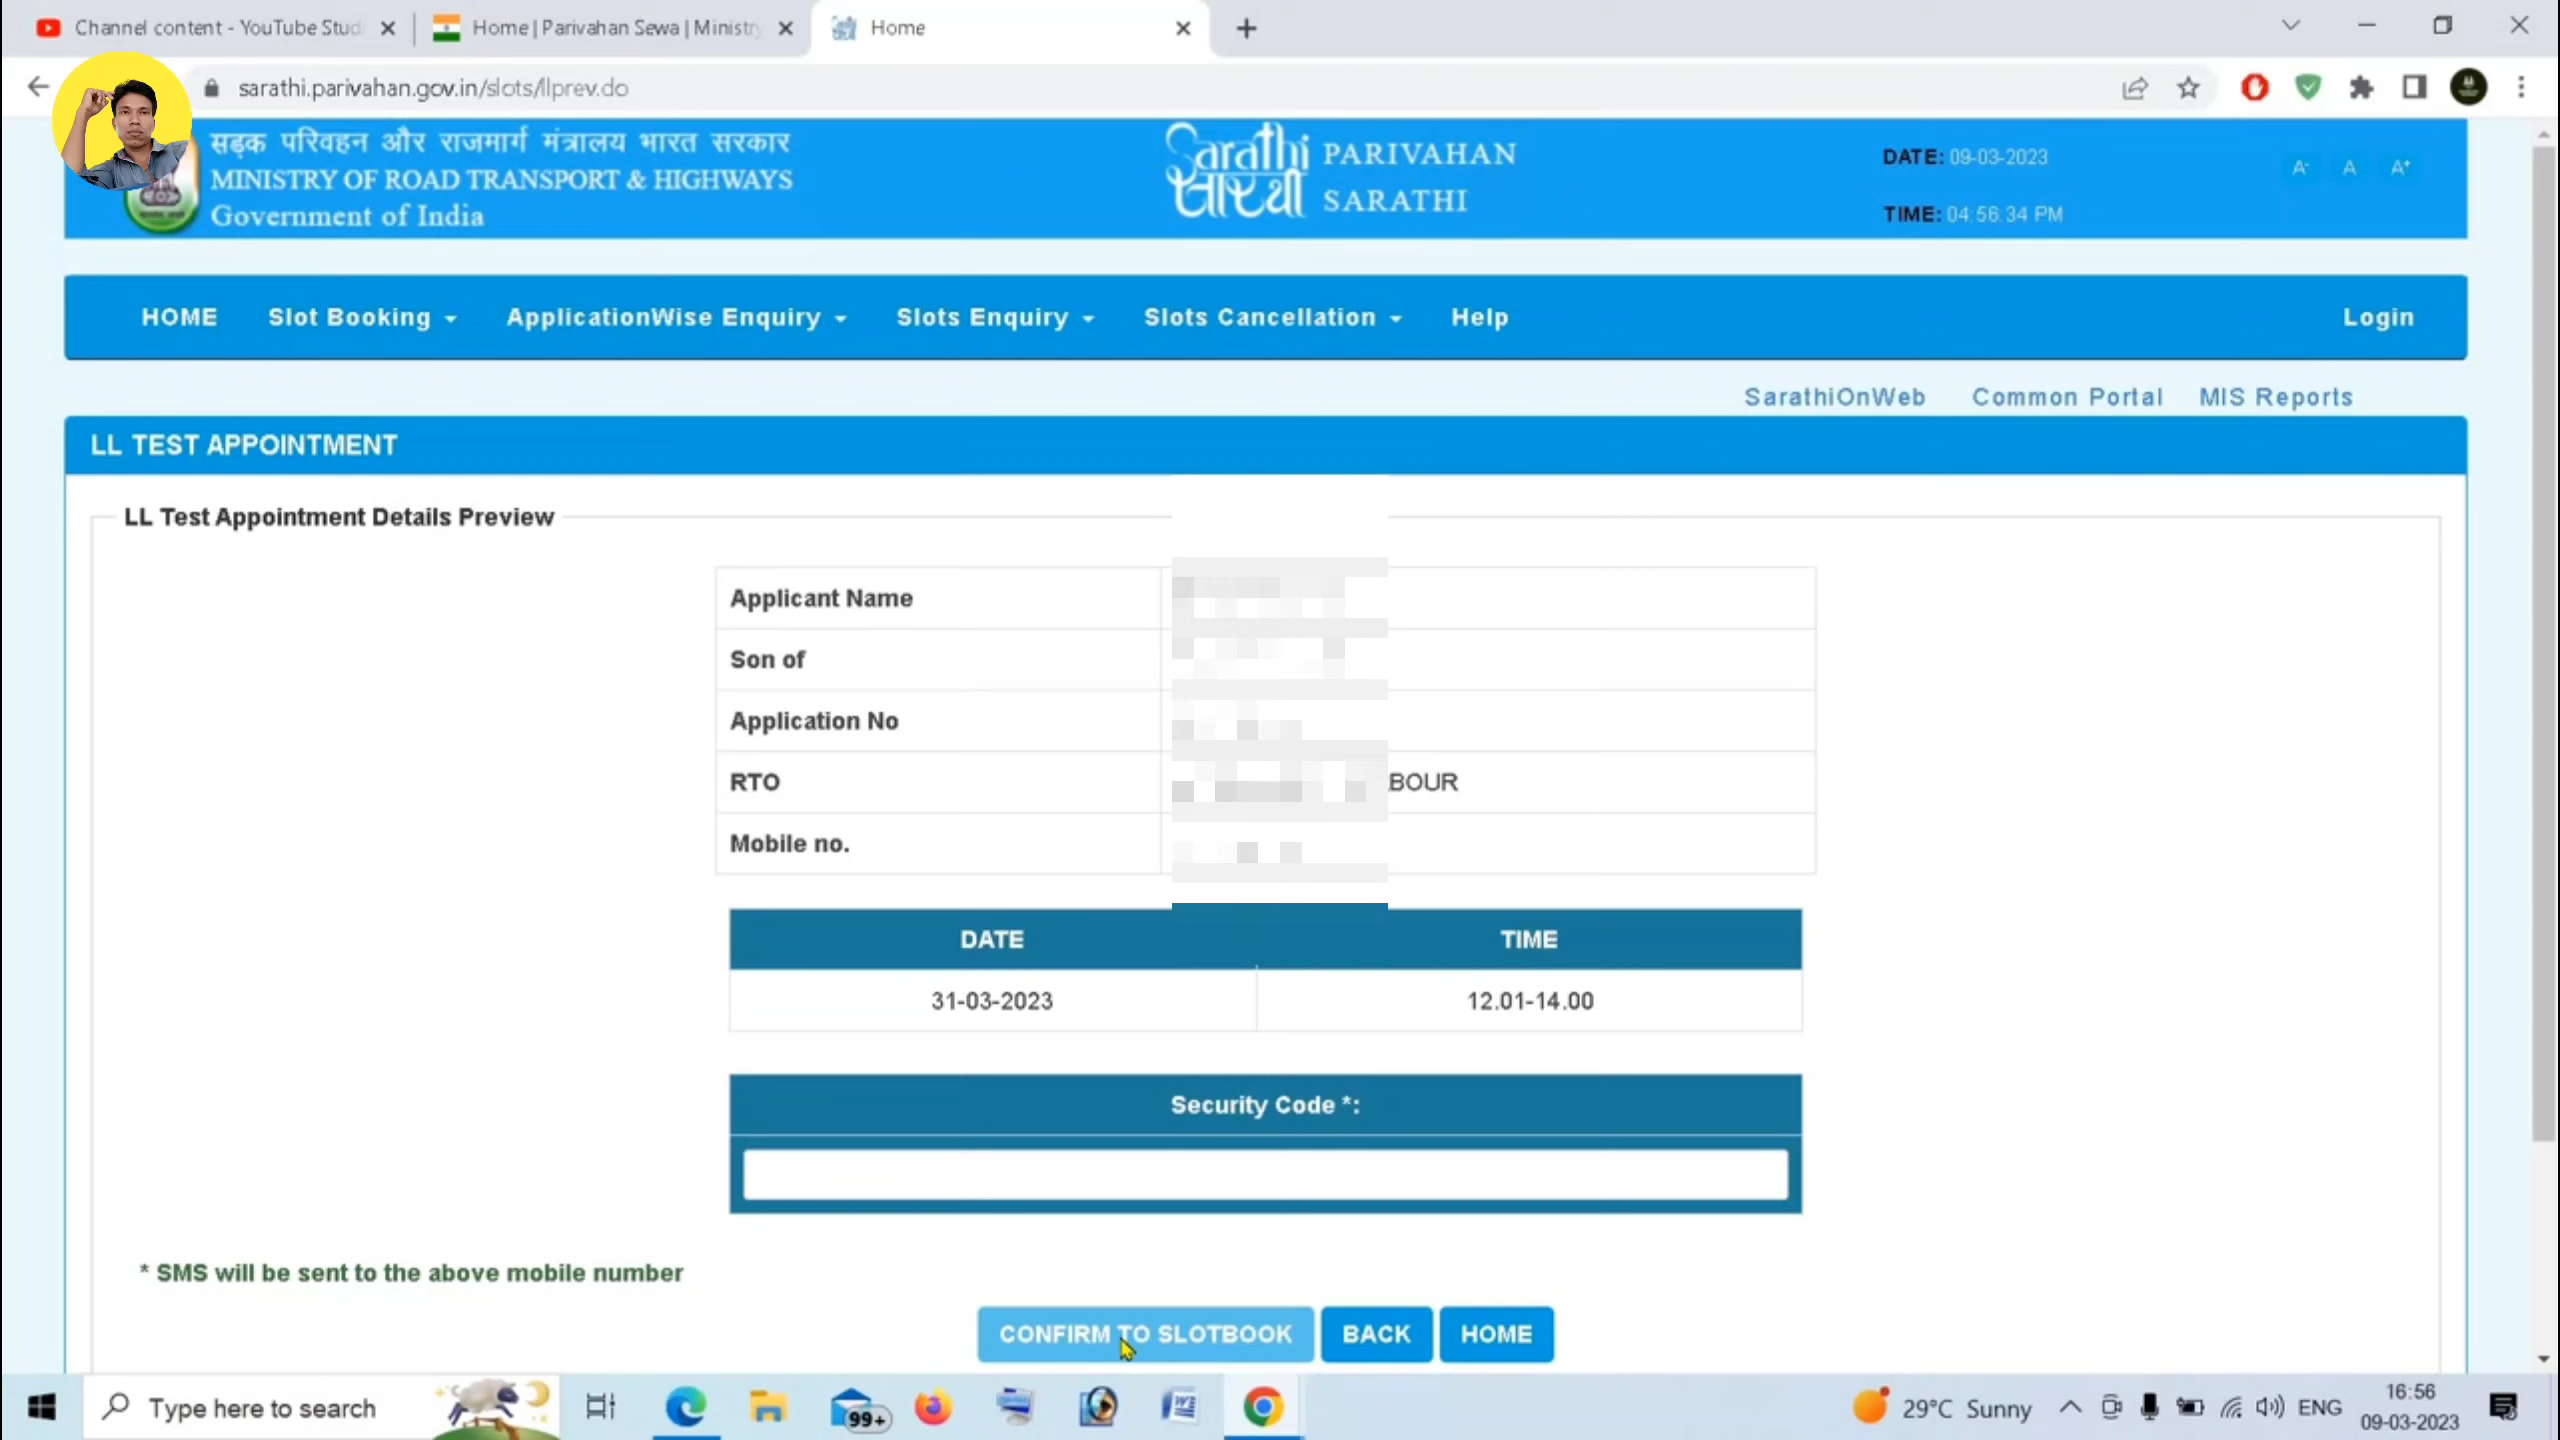 Channel content - YouTube Stud
Home | Parivahan Sewa | Ministry
Home
sarathi.parivahan.gov.in/slots/llprev.do
सड़क परिवहन और राजमार्ग मंत्रालय भारत सरकार
MINISTRY OF ROAD TRANSPORT & HIGHWAYS
Government of India
Sarathi
सारथी
PARIVAHAN
SARATHI
DATE: 09-03-2023
TIME: 04:56:34 PM
A- A A+
HOME Slot Booking ApplicationWise Enquiry Slots Enquiry Slots Cancellation Help Login
SarathiOnWeb Common Portal MIS Reports
LL TEST APPOINTMENT
LL Test Appointment Details Preview
Applicant Name
Son of
Application No
RTO BOUR
Mobile no.
DATE TIME
31-03-2023 12.01-14.00
Security Code *:
* SMS will be sent to the above mobile number
CONFIRM TO SLOTBOOK BACK HOME
Type here to search
99+
29°C Sunny
ENG
16:56
09-03-2023